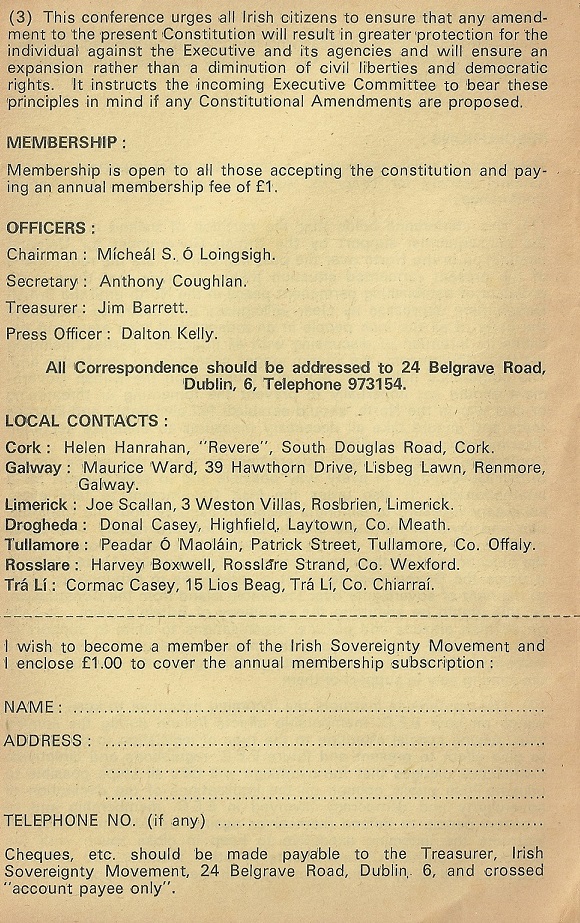 (3) This conference urges all Irish citizens to ensure that any amend-
ment to the present Constitution will result in greater protection for the
individual against the Executive and its agencies and will ensure an
expansion rather than a diminution of civil liberties and democratic
rights. It instructs the incoming Executive Committee to bear these
principles in mind if any Constitutional Amendments are proposed.
MEMBERSHIP :
Membership is open to all those accepting the constitution and pay-
ing an annual membership fee of £1.
OFFICERS :
Chairman : Mícheál S. Ó Loingsigh.
Secretary : Anthony Coughlan.
Treasurer : Jim Barrett.
Press Officer : Dalton Kelly.
All Correspondence should be addressed to 24 Belgrave Road,
Dublin, 6, Telephone 973154.
LOCAL CONTACTS :
Cork : Helen Hanrahan, "Revere", South Douglas Road, Cork.
Galway : Maurice Ward, 39 Hawthorn Drive, Lisbeg Lawn, Renmore,
Galway.
Limerick : Joe Scallan, 3 Weston Villas, Rosbrien, Limerick.
Drogheda : Donal Casey, Highfield, Laytown, Co. Meath.
Tullamore : Peadar Ó Maoláin, Patrick Street, Tullamore, Co. Offaly.
Rosslare : Harvey Boxwell, Rosslare Strand, Co. Wexford.
Trá Lí : Cormac Casey, 15 Lios Beag, Trá Lí, Co. Chiarraí.
I wish to become a member of the Irish Sovereignty Movement and
I enclose £1.00 to cover the annual membership subscription :
NAME : ............................................................
ADDRESS : ............................................................
............................................................
............................................................
TELEPHONE NO. (if any) ............................................................
Cheques, etc. should be made payable to the Treasurer, Irish
Sovereignty Movement, 24 Belgrave Road, Dublin, 6, and crossed
"account payee only".